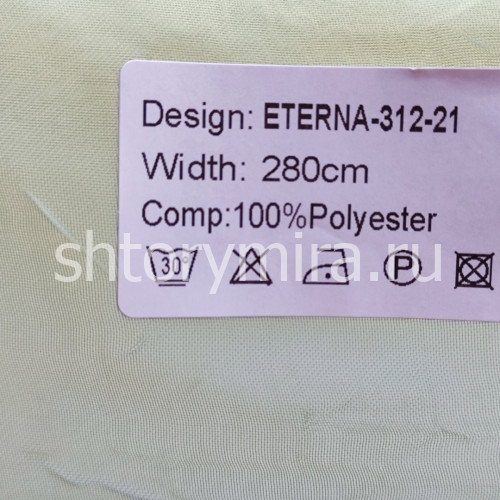 Design: ETERNA-312-21
Width: 280cm
Comp:100%Polyester
shtorymira.ru
30°
P